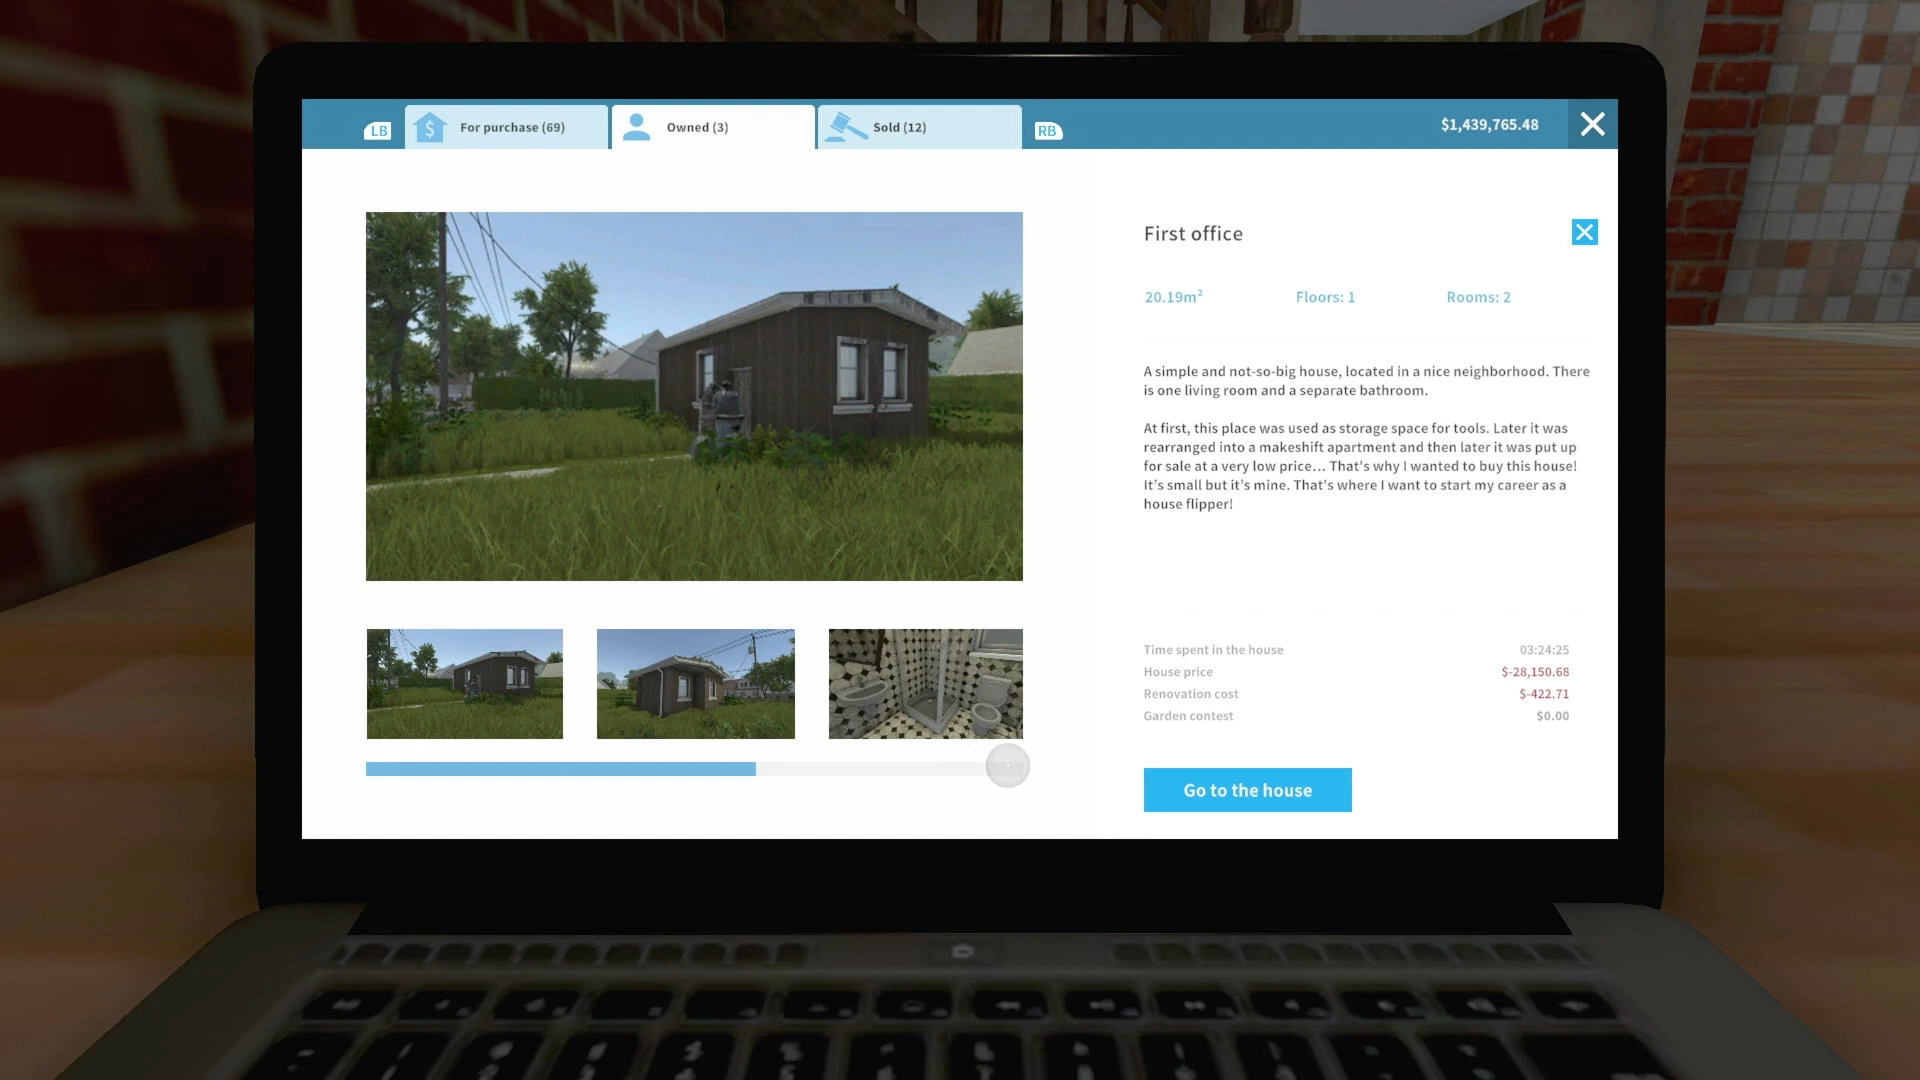 LB
For purchase (69)
Owned (3)
Sold (12)
RB
$1,439,765.48
First office
20.19m²
Floors: 1
Rooms: 2
A simple and not-so-big house, located in a nice neighborhood. There
is one living room and a separate bathroom.
At first, this place was used as storage space for tools. Later it was
rearranged into a makeshift apartment and then later it was put up
for sale at a very low price... That's why I wanted to buy this house!
It's small but it's mine. That's where I want to start my career as a
house flipper!
Time spent in the house 03:24:25
House price $-28,150.68
Renovation cost $-422.71
Garden contest $0.00
Go to the house